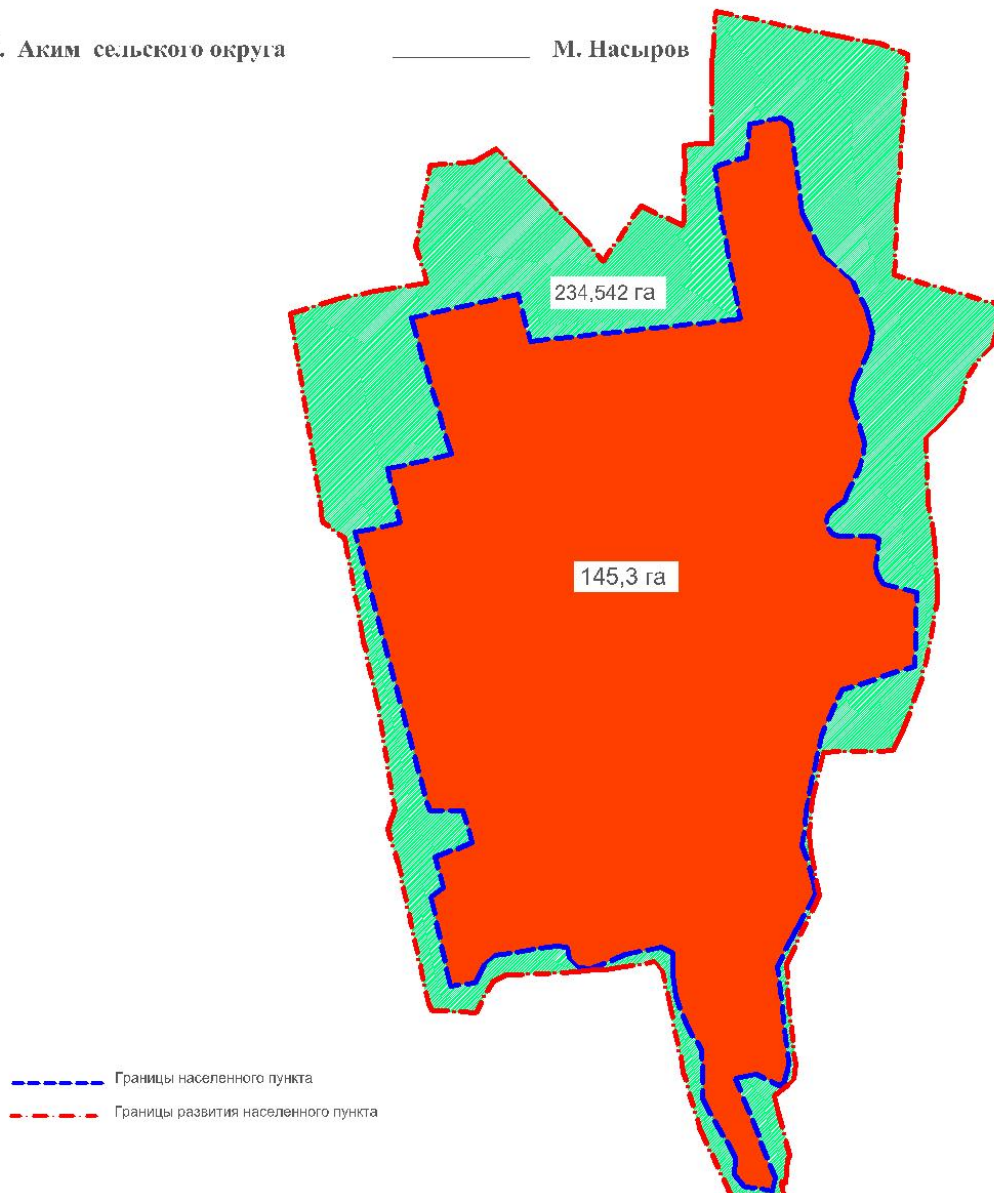 Аким сельского округа М. Насыров
234,542 га
145,3 га
Границы населенного пункта
Границы развития населенного пункта